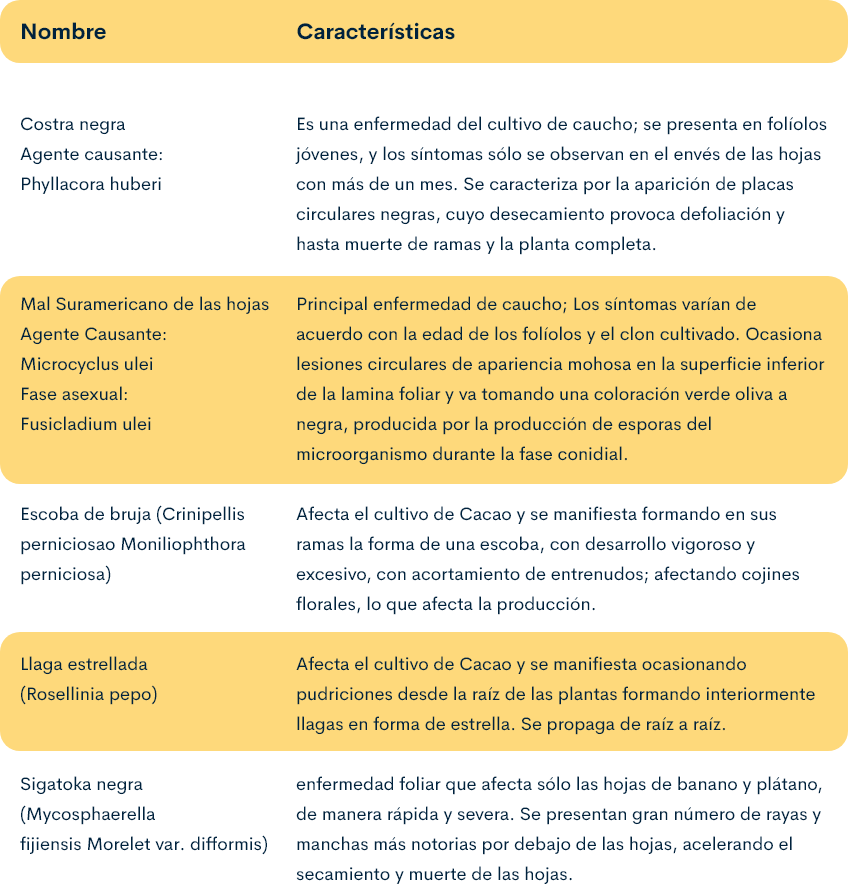 Nombre
Características
Costra negra
Agente causante:
Phyllacora huberi
Es una enfermedad del cultivo de caucho; se presenta en folíolos
jóvenes, y los síntomas sólo se observan en el envés de las hojas
con más de un mes. Se caracteriza por la aparición de placas
circulares negras, cuyo desecamiento provoca defoliación y
hasta muerte de ramas y la planta completa.
Mal Suramericano de las hojas
Agente Causante:
Microcyclus ulei
Fase asexual:
Fusicladium ulei
Principal enfermedad de caucho; Los síntomas varían de
acuerdo con la edad de los folíolos y el clon cultivado. Ocasiona
lesiones circulares de apariencia mohosa en la superficie inferior
de la lamina foliar y va tomando una coloración verde oliva a
negra, producida por la producción de esporas del
microorganismo durante la fase conidial.
Escoba de bruja (Crinipellis
perniciosao Moniliophthora
perniciosa)
Afecta el cultivo de Cacao y se manifiesta formando en sus
ramas la forma de una escoba, con desarrollo vigoroso y
excesivo, con acortamiento de entrenudos; afectando cojines
florales, lo que afecta la producción.
Llaga estrellada
(Rosellinia pepo)
Afecta el cultivo de Cacao y se manifiesta ocasionando
pudriciones desde la raíz de las plantas formando interiormente
llagas en forma de estrella. Se propaga de raíz a raíz.
Sigatoka negra
(Mycosphaerella
fijiensis Morelet var. difformis)
enfermedad foliar que afecta sólo las hojas de banano y plátano,
de manera rápida y severa. Se presentan gran número de rayas y
manchas más notorias por debajo de las hojas, acelerando el
secamiento y muerte de las hojas.